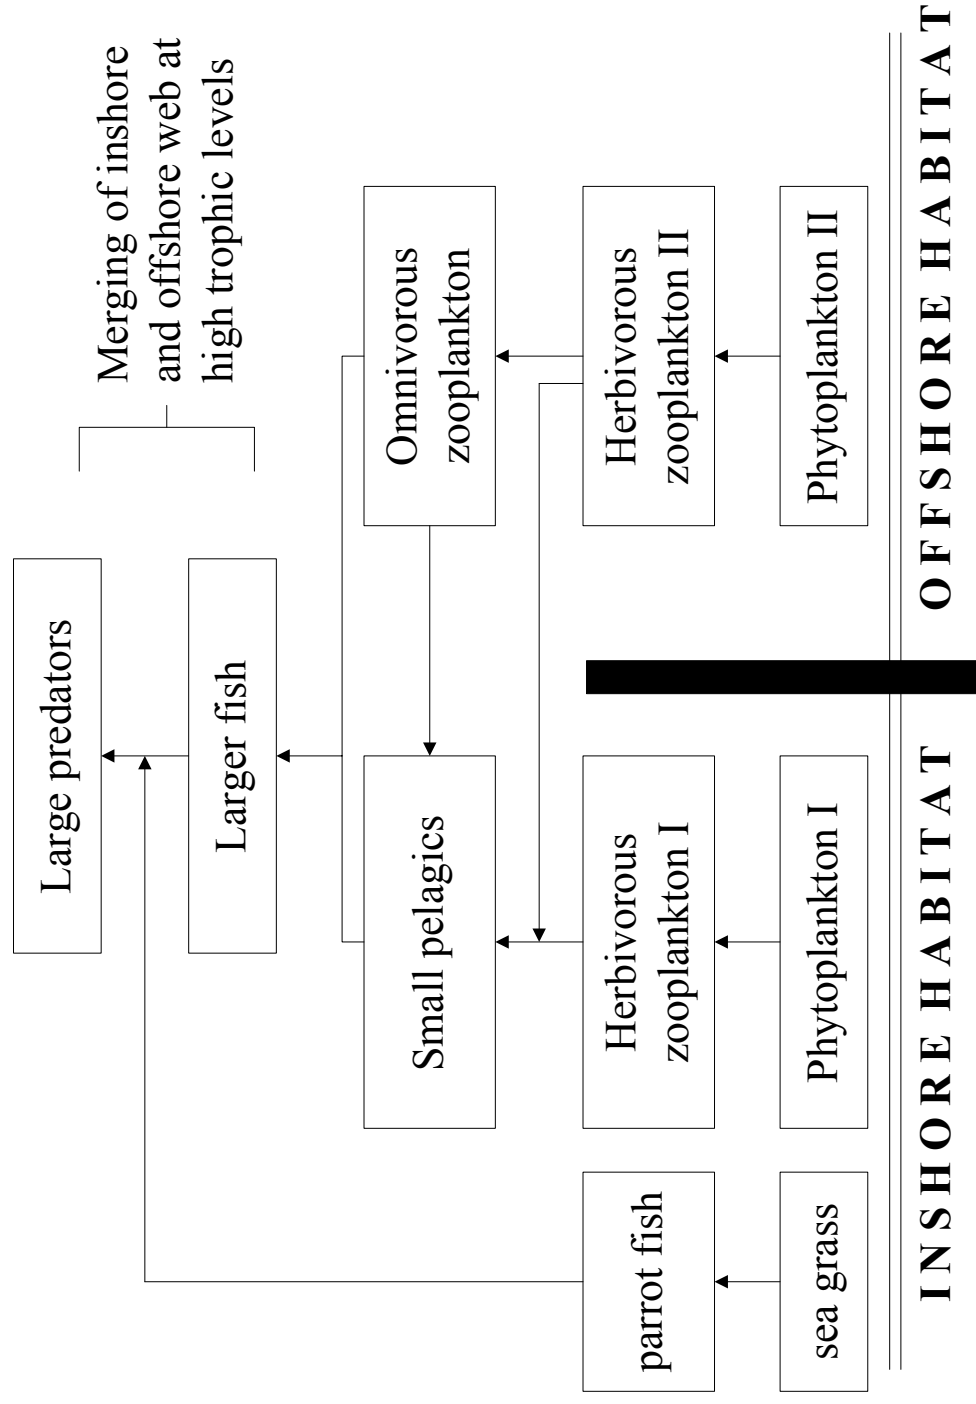 Merging of inshore
and offshore web at
high trophic levels
Large predators
Larger fish
Small pelagics
Omnivorous
zooplankton
parrot fish
Herbivorous
zooplankton I
Herbivorous
zooplankton II
sea grass
Phytoplankton I
Phytoplankton II
INSHORE HABITAT
OFFSHORE HABITAT